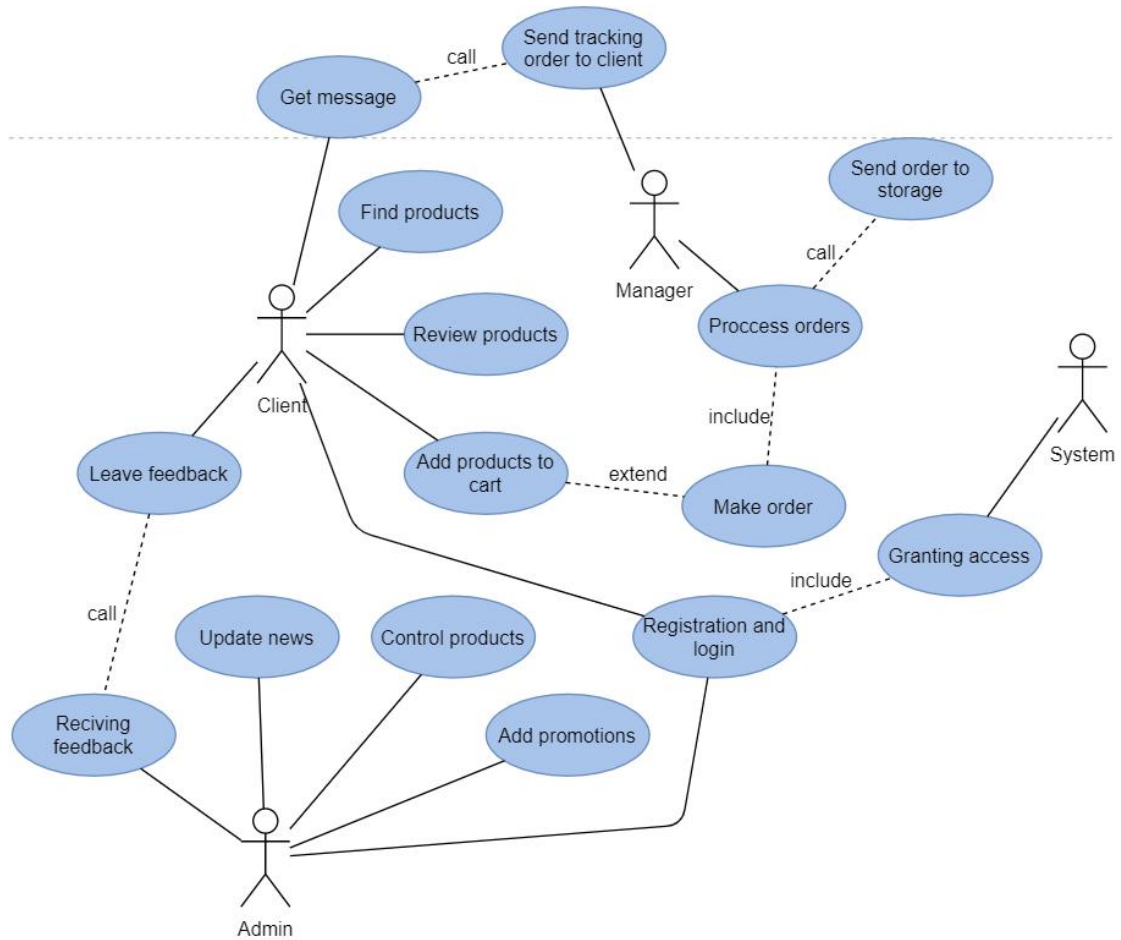 Send tracking
order to client
call
Get message
Send order to
storage
Find products
call
Manager
Proccess orders
Review products
Client
include
System
Leave feedback
Add products to
cart
extend
Make order
Granting access
include
call
Update news
Control products
Registration and
login
Reciving
feedback
Add promotions
Admin